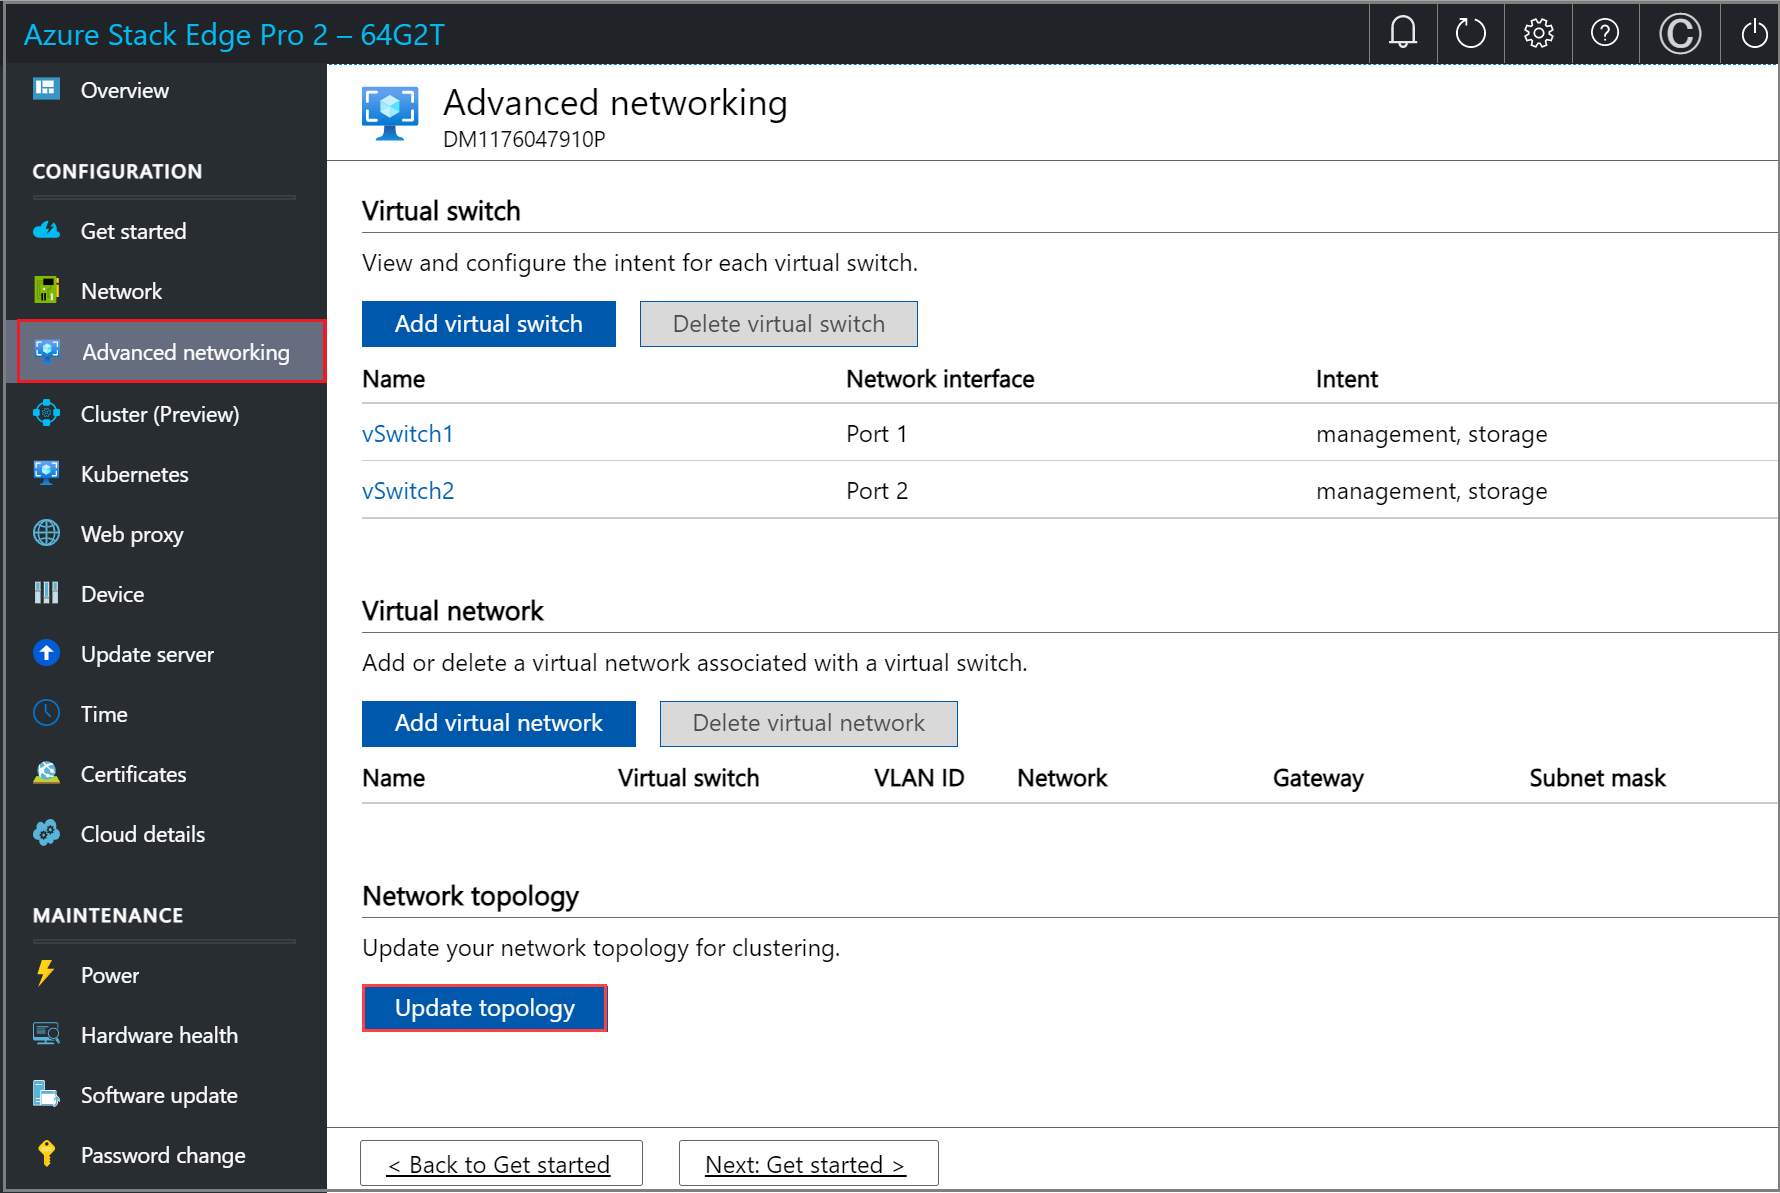 Azure Stack Edge Pro 2 – 64G2T
Overview
CONFIGURATION
Get started
Network
Advanced networking
Cluster (Preview)
Kubernetes
Web proxy
Device
Update server
Time
Certificates
Cloud details
MAINTENANCE
Power
Hardware health
Software update
Password change
Advanced networking
DM1176047910P
Virtual switch
View and configure the intent for each virtual switch.
Add virtual switch Delete virtual switch
Name Network interface Intent
vSwitch1 Port 1 management, storage
vSwitch2 Port 2 management, storage
Virtual network
Add or delete a virtual network associated with a virtual switch.
Add virtual network Delete virtual network
Name Virtual switch VLAN ID Network Gateway Subnet mask
Network topology
Update your network topology for clustering.
Update topology
< Back to Get started Next: Get started >